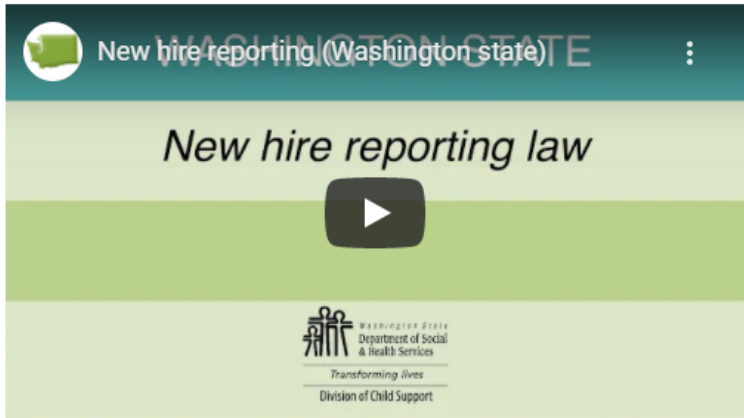 WASHINGTON STATE
New hire reporting (Washington state)
New hire reporting law
Washington State
Department of Social
& Health Services
Transforming lives
Division of Child Support